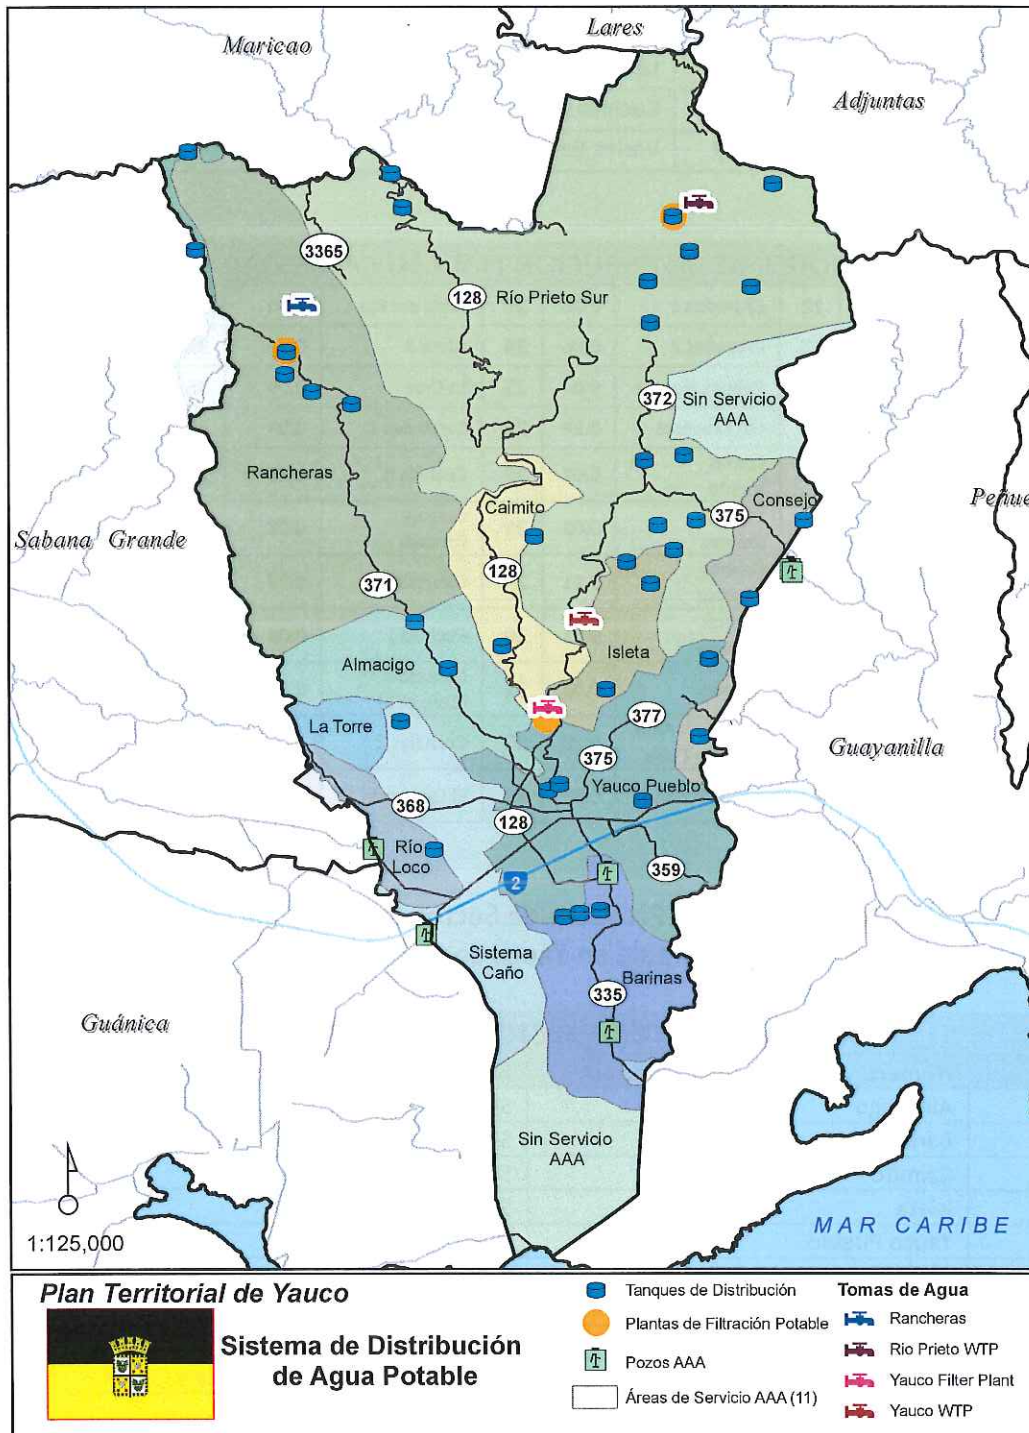 Lares
Maricao
Adjuntas
3365
128
Río Prieto Sur
372
Sin Servicio
AAA
Rancheras
Consejo
Caimito
375
Sabana Grande
371
128
Almacigo
Isleta
La Torre
377
Guayanilla
375
Yauco Pueblo
368
128
Río
Loco
359
2
Sistema
Caño
Barinas
335
Guánica
Sin Servicio
AAA
MAR CARIBE
1:125,000
Plan Territorial de Yauco
Sistema de Distribución
de Agua Potable
Tanques de Distribución
Plantas de Filtración Potable
Pozos AAA
Áreas de Servicio AAA (11)
Tomas de Agua
Rancheras
Rio Prieto WTP
Yauco Filter Plant
Yauco WTP